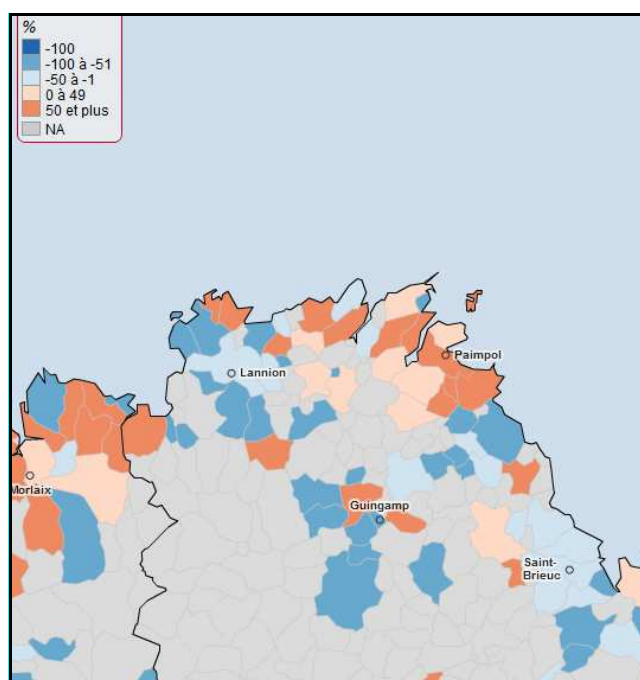 %
-100
-100 à -51
-50 à -1
0 à 49
50 et plus
NA
Paimpol
Lannion
Morlaix
Guingamp
Saint-
Brieuc